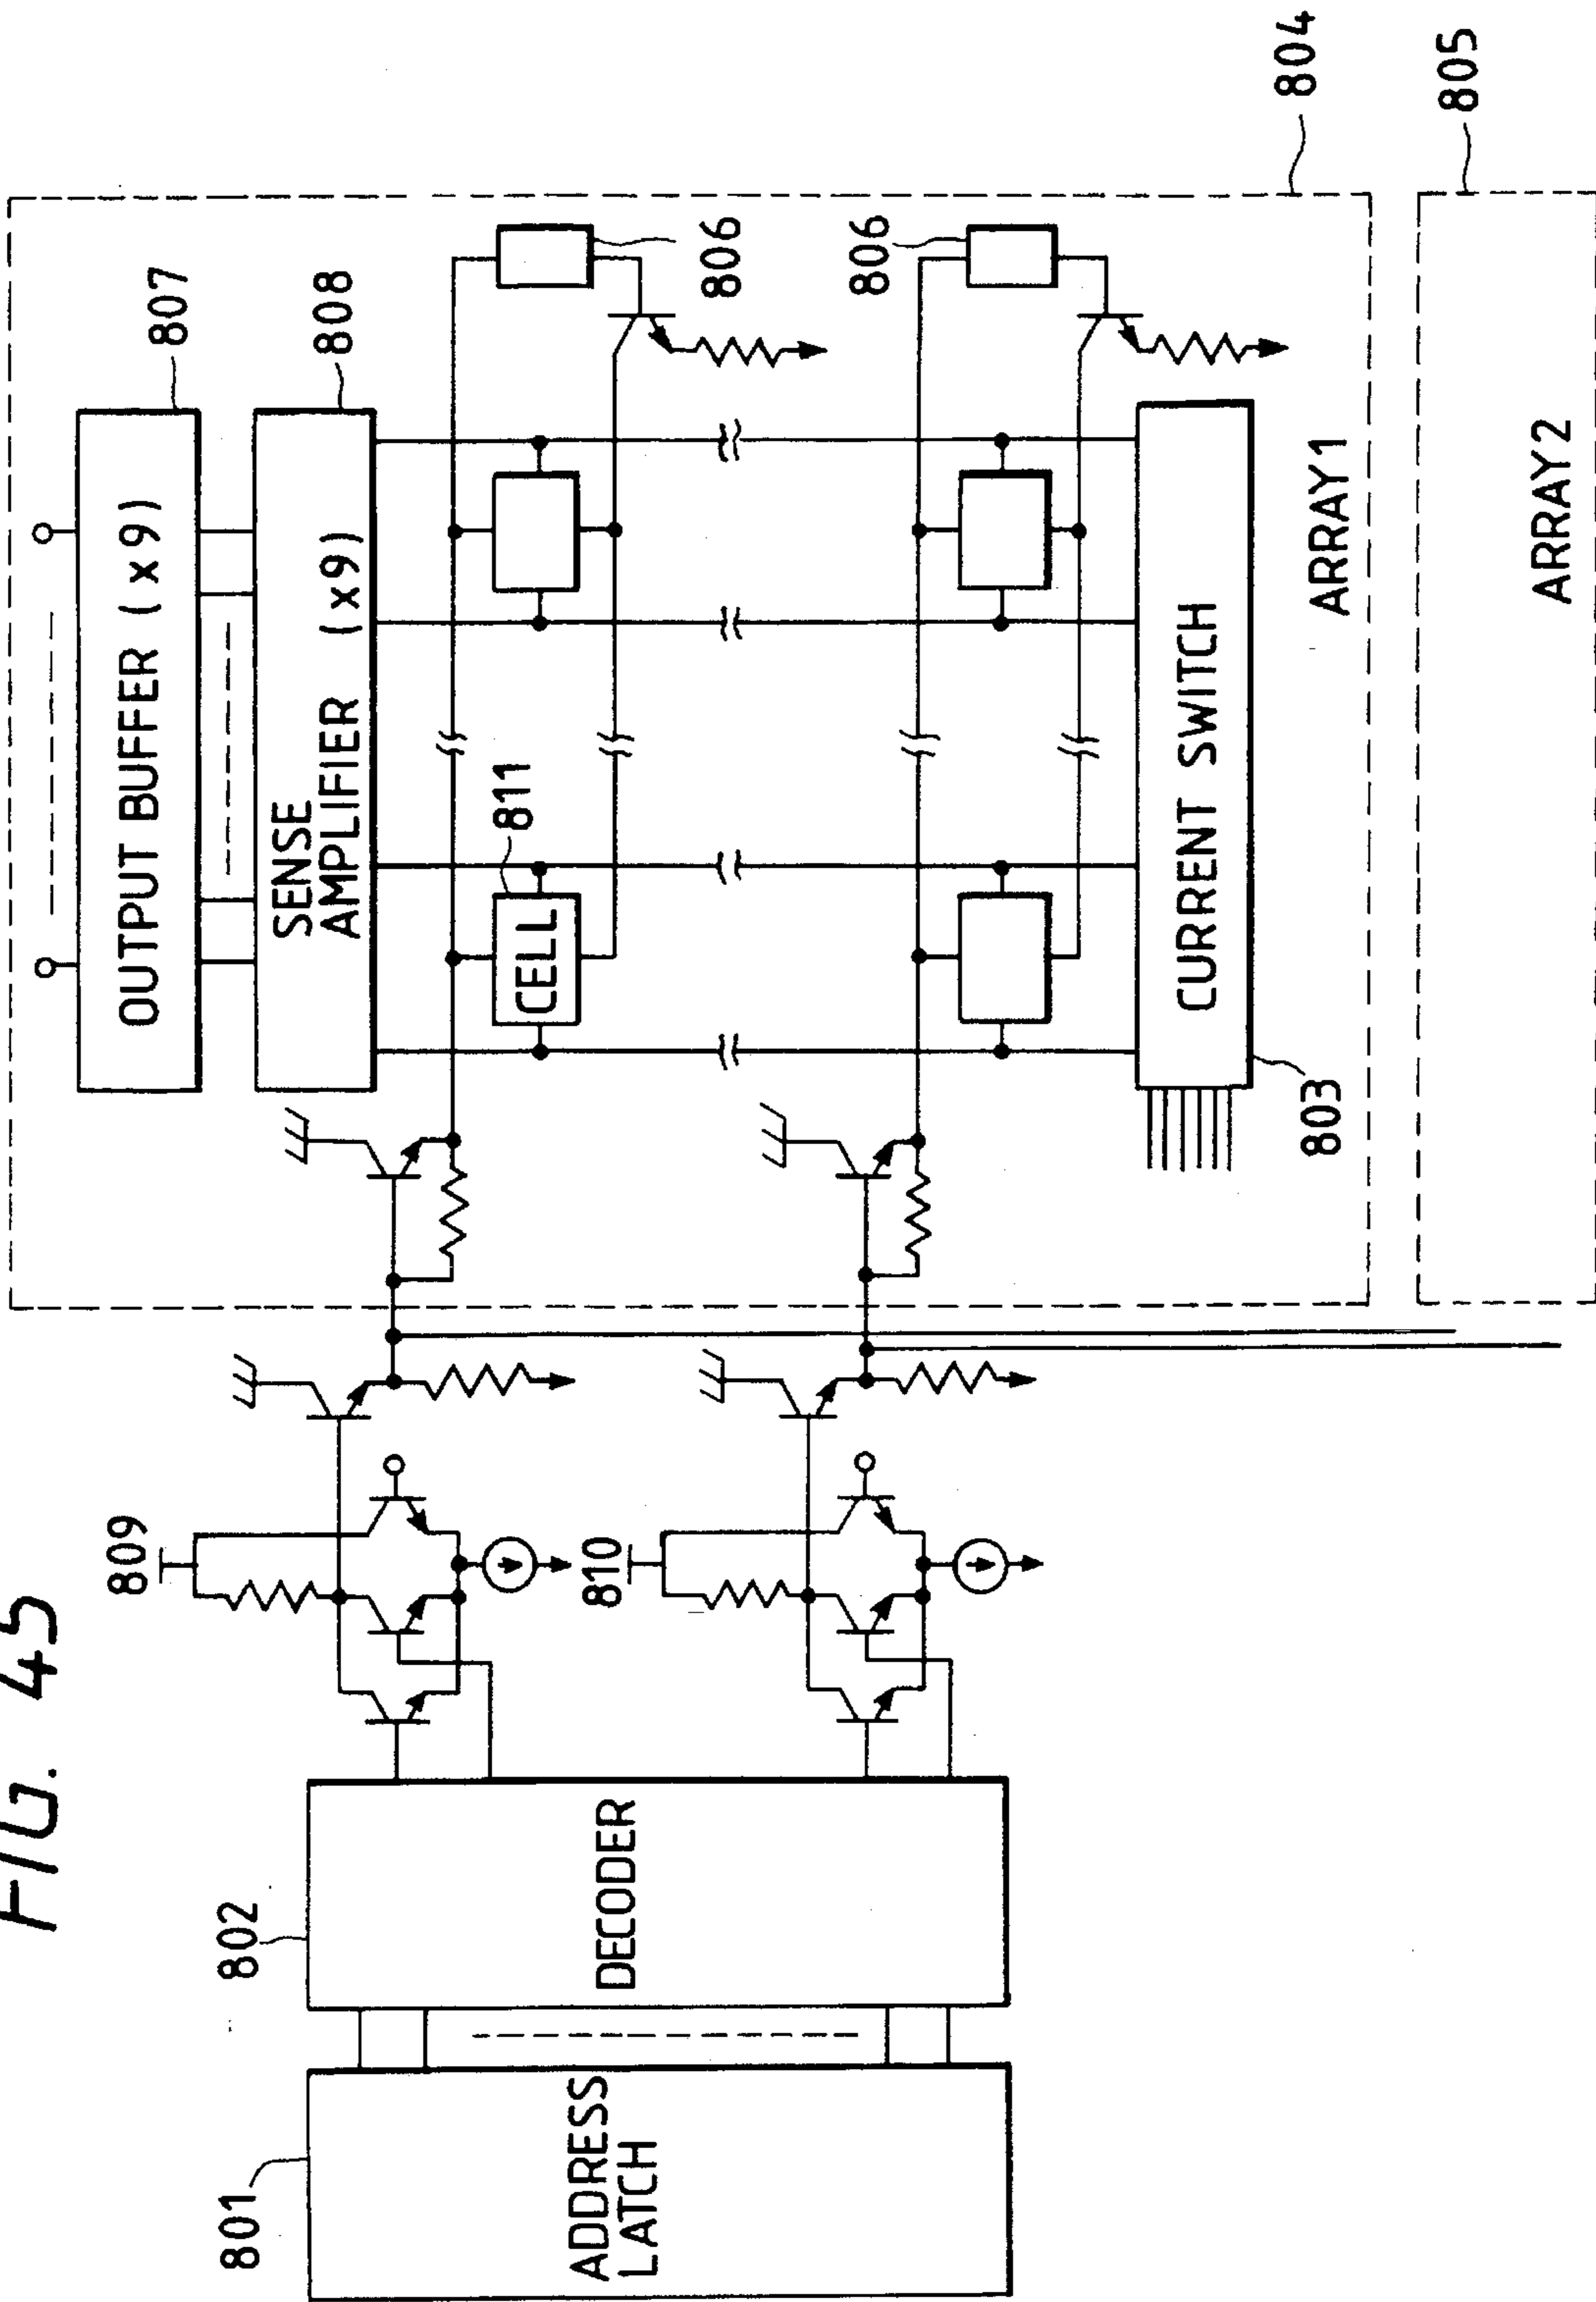 FIG. 45
801
ADDRESS
LATCH
802
DECODER
809
810
807
OUTPUT BUFFER (x9)
808
SENSE
AMPLIFIER (x9)
811
CELL
806
806
CURRENT SWITCH
803
ARRAY1
804
ARRAY2
805